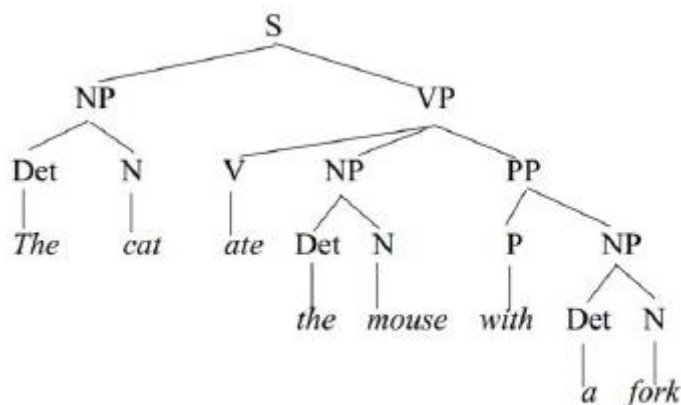 S
NP VP
Det N V NP PP
The cat ate Det N P NP
the mouse with Det N
a fork